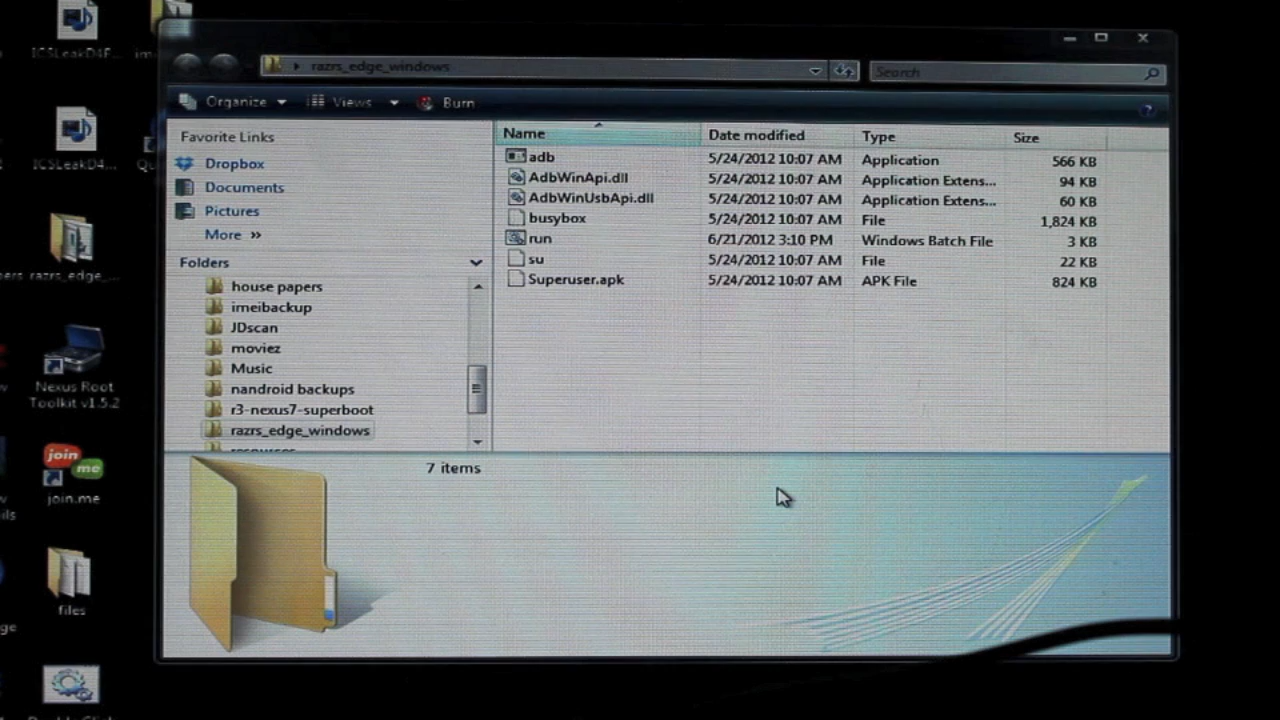 ICSLeakD4F...
im
razrs_edge_windows
Search
Organize Views Burn
ICSLeakD4...
Qu
Favorite Links
Dropbox
Documents
Pictures
More »
Folders
house papers
imeibackup
JDscan
moviez
Music
nandroid backups
r3-nexus7-superboot
razrs_edge_windows
Name Date modified Type Size
adb 5/24/2012 10:07 AM Application 566 KB
AdbWinApi.dll 5/24/2012 10:07 AM Application Extens... 94 KB
AdbWinUsbApi.dll 5/24/2012 10:07 AM Application Extens... 60 KB
busybox 5/24/2012 10:07 AM File 1,824 KB
run 6/21/2012 3:10 PM Windows Batch File 3 KB
su 5/24/2012 10:07 AM File 22 KB
Superuser.apk 5/24/2012 10:07 AM APK File 824 KB
7 items
pers razrs_edge_...
Nexus Root
Toolkit v1.5.2
join me
join.me
ils
files
ge